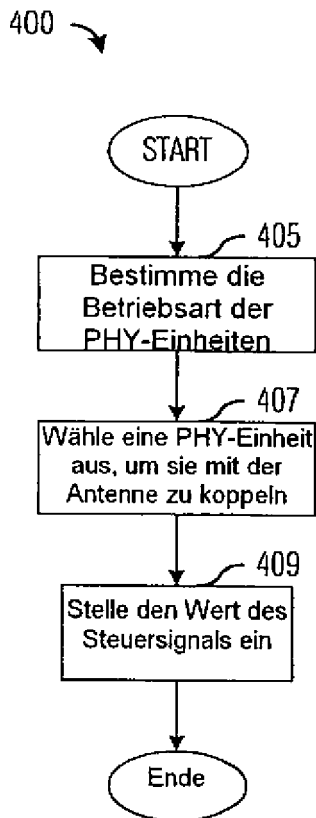 400
START
405
Bestimme die
Betriebsart der
PHY-Einheiten
407
Wähle eine PHY-Einheit
aus, um sie mit der
Antenne zu koppeln
409
Stelle den Wert des
Steuersignals ein
Ende